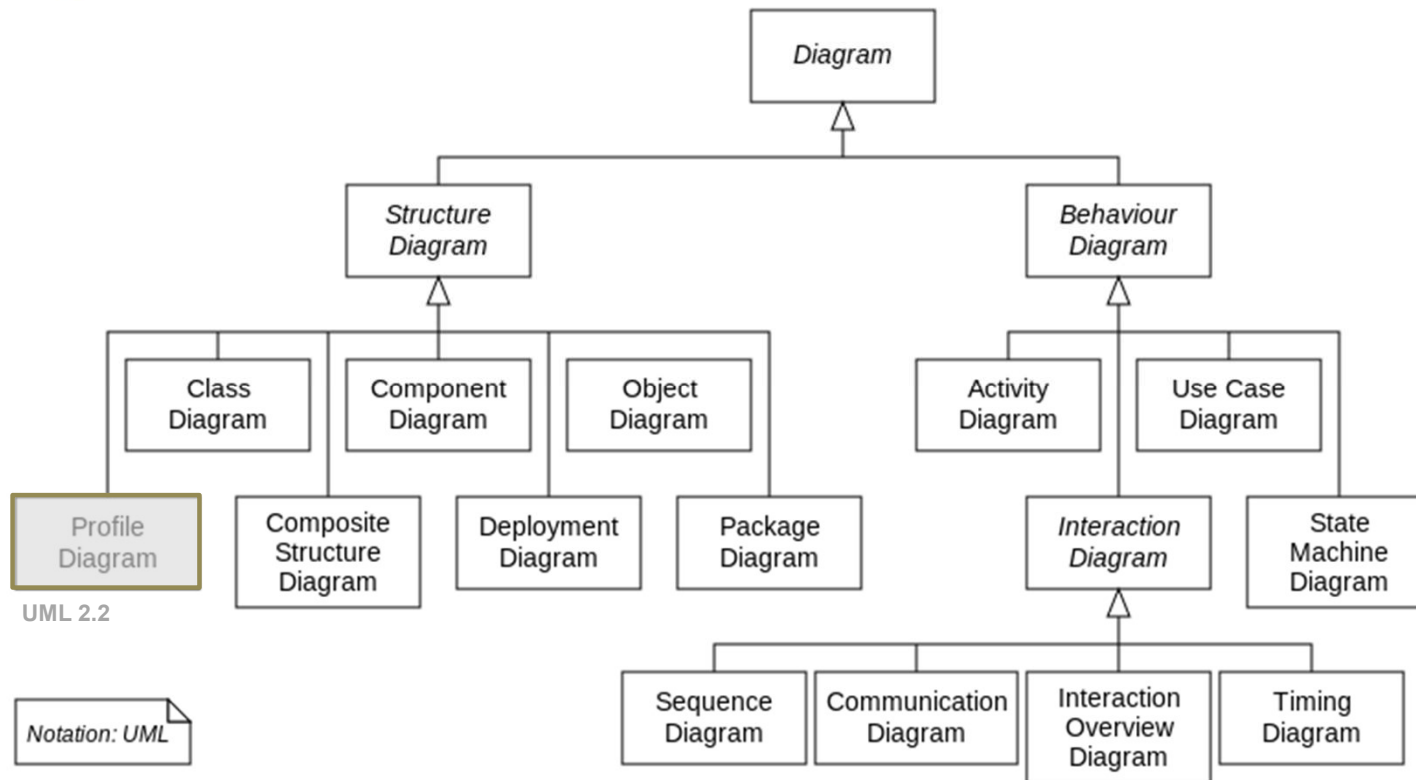 Diagram
Structure
Diagram
Behaviour
Diagram
Class
Diagram
Component
Diagram
Object
Diagram
Activity
Diagram
Use Case
Diagram
Profile
Diagram
UML 2.2
Composite
Structure
Diagram
Deployment
Diagram
Package
Diagram
Interaction
Diagram
State
Machine
Diagram
Sequence
Diagram
Communication
Diagram
Interaction
Overview
Diagram
Timing
Diagram
Notation: UML